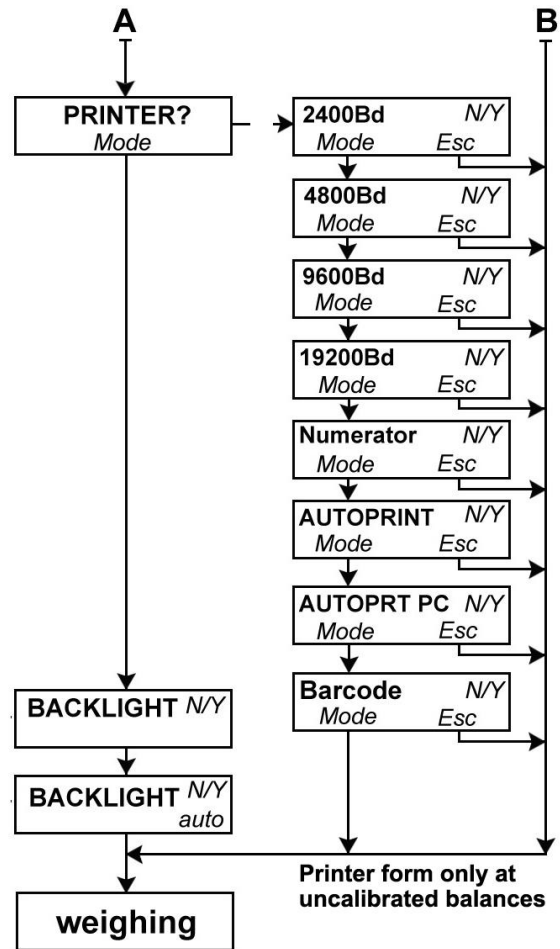 A B
PRINTER?
Mode
2400Bd N/Y
Mode Esc
4800Bd N/Y
Mode Esc
9600Bd N/Y
Mode Esc
19200Bd N/Y
Mode Esc
Numerator N/Y
Mode Esc
AUTOPRINT N/Y
Mode Esc
AUTOPRT PC N/Y
Mode Esc
Barcode N/Y
Mode Esc
BACKLIGHT N/Y
BACKLIGHT N/Y
auto
Printer form only at
uncalibrated balances
weighing